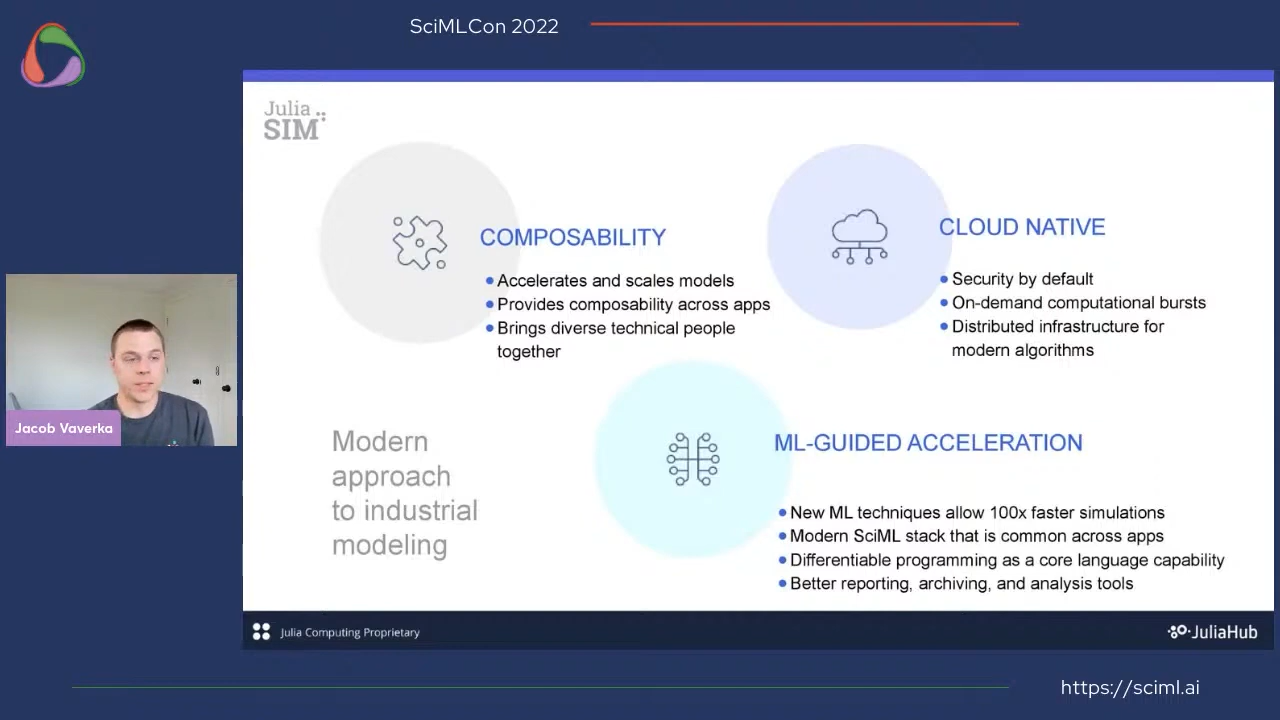 SciMLCon 2022
Julia
SIM
COMPOSABILITY
Accelerates and scales models
Provides composability across apps
Brings diverse technical people
together
CLOUD NATIVE
Security by default
On-demand computational bursts
Distributed infrastructure for
modern algorithms
Jacob Vaverka
Modern
approach
to industrial
modeling
ML-GUIDED ACCELERATION
New ML techniques allow 100x faster simulations
Modern SciML stack that is common across apps
Differentiable programming as a core language capability
Better reporting, archiving, and analysis tools
Julia Computing Proprietary
JuliaHub
https://sciml.ai